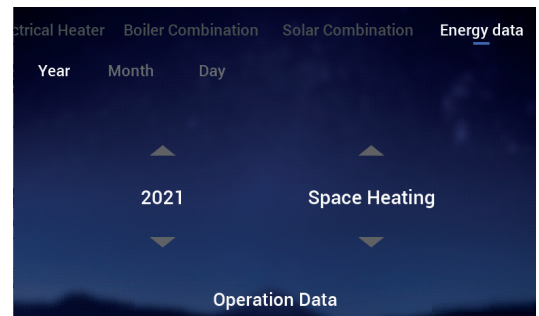 ctrical Heater Boiler Combination Solar Combination Energy data
Year Month Day
2021 Space Heating
Operation Data